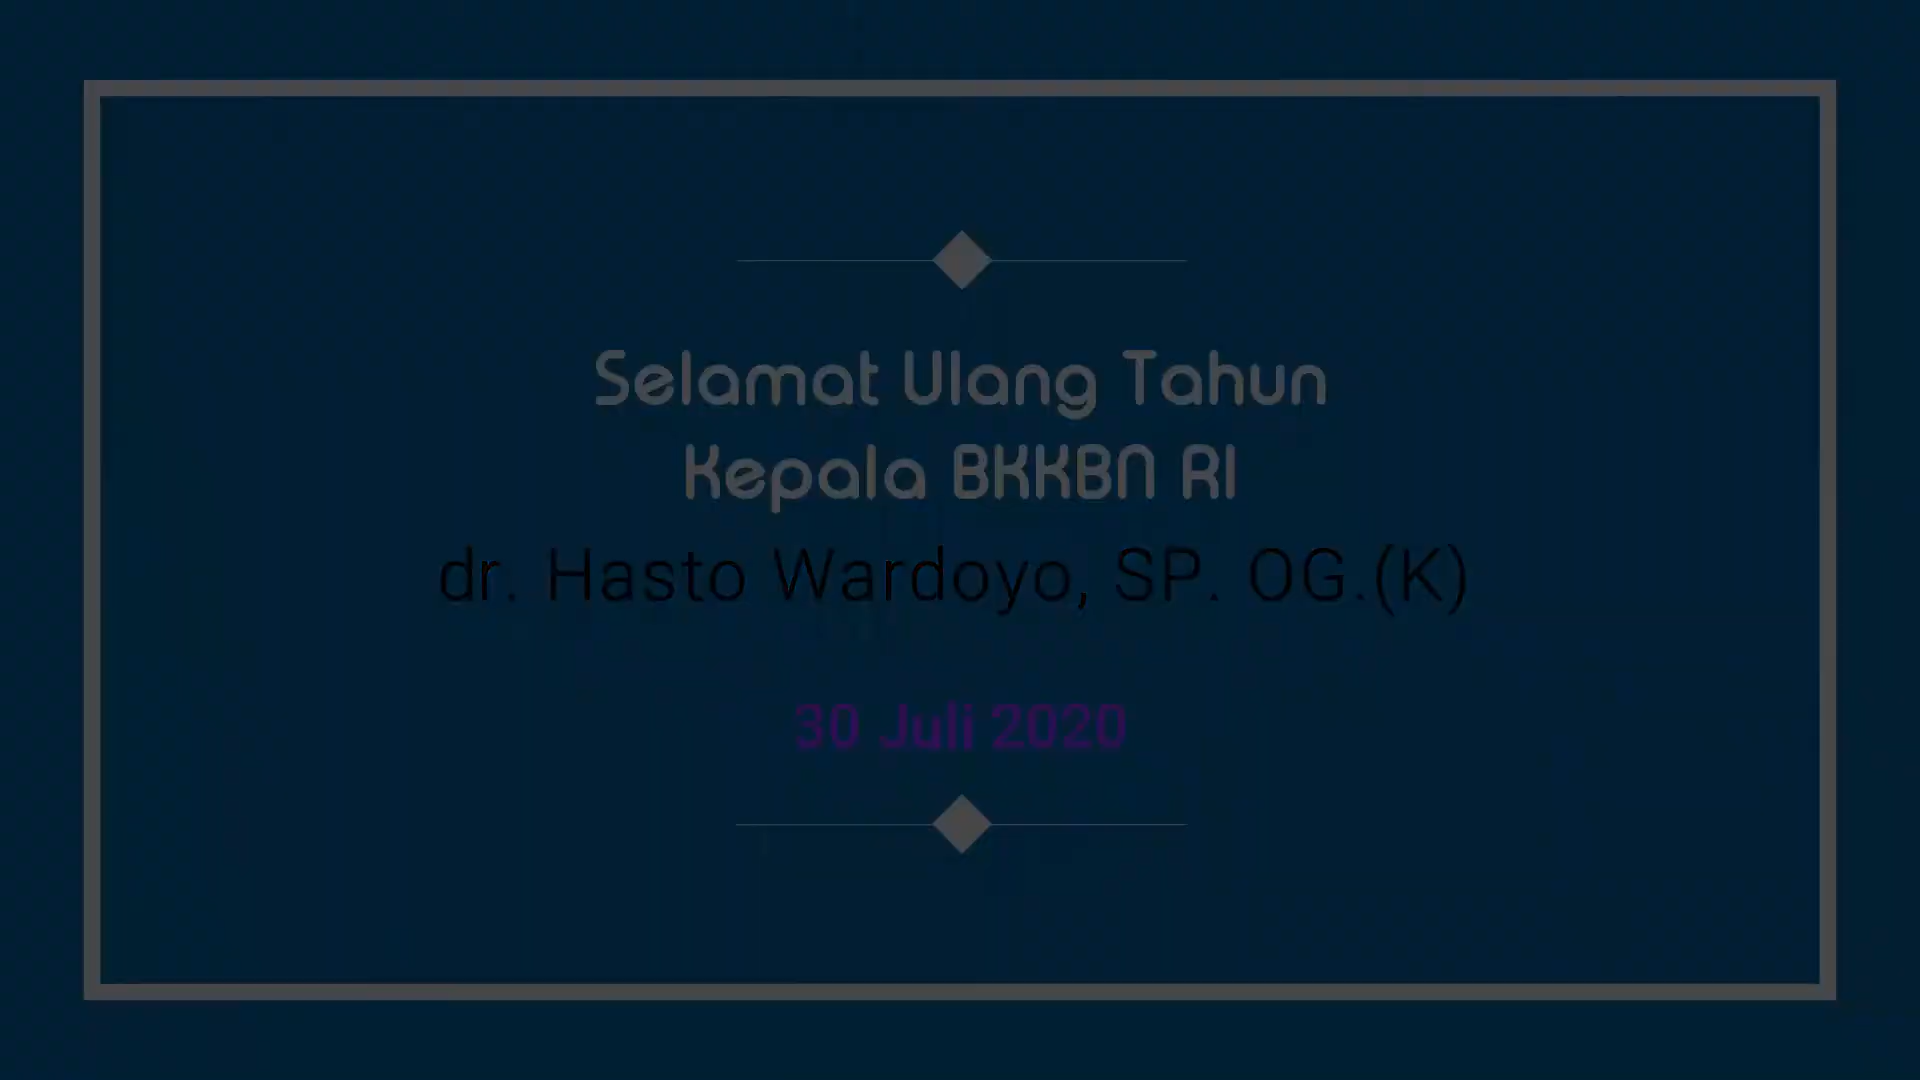 Selamat Ulang Tahun
Kepala BKKBN RI
dr. Hasto Wardoyo, SP. OG.(K)
30 Juli 2020